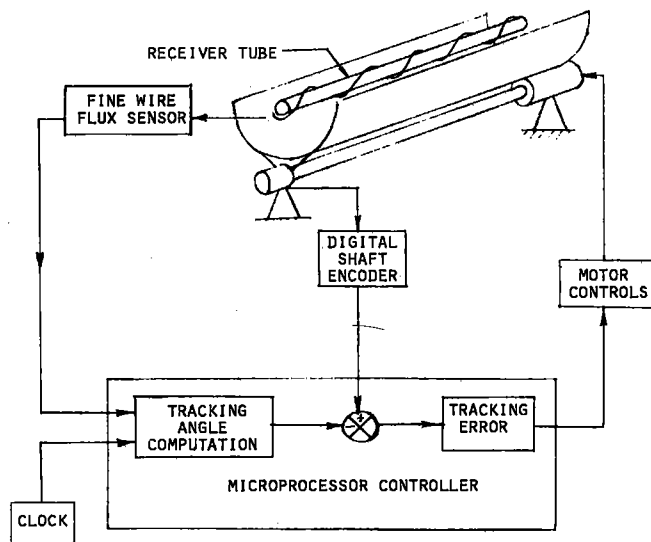 RECEIVER TUBE
FINE WIRE
FLUX SENSOR
DIGITAL
SHAFT
ENCODER
MOTOR
CONTROLS
TRACKING
ANGLE
COMPUTATION
- +
TRACKING
ERROR
MICROPROCESSOR CONTROLLER
CLOCK